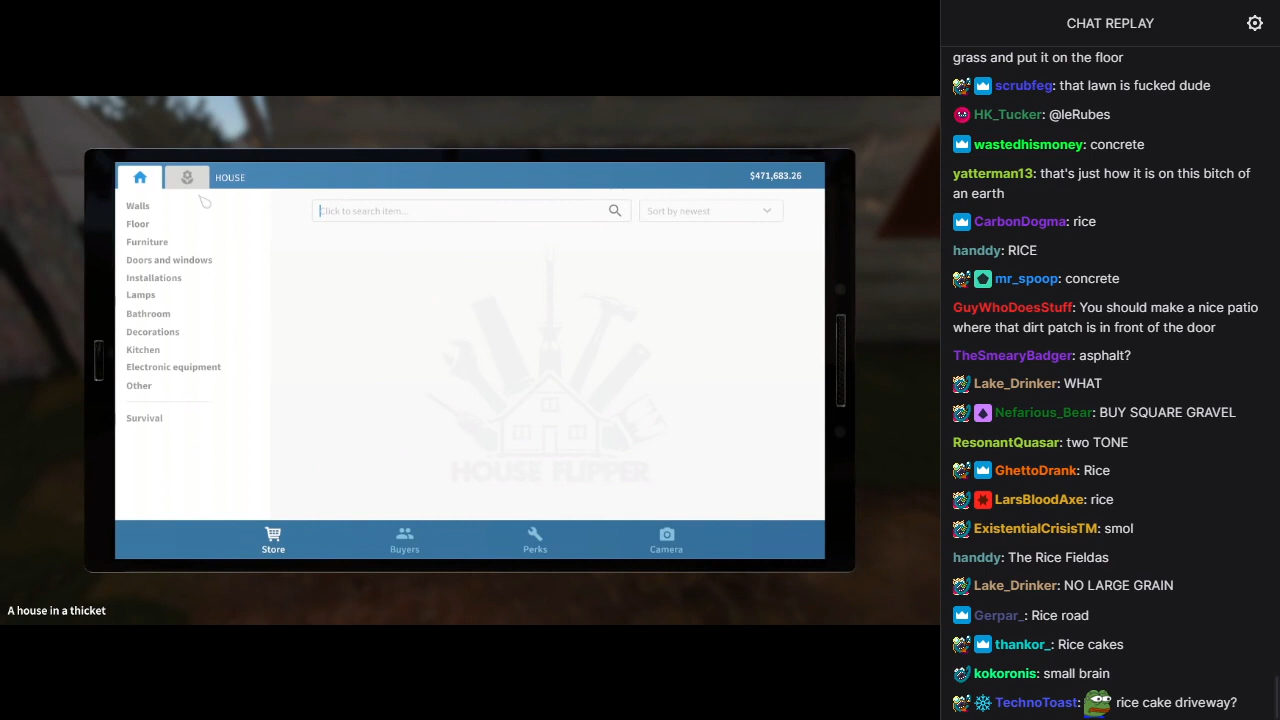 HOUSE
$471,683.26
Walls
Floor
Furniture
Doors and windows
Installations
Lamps
Bathroom
Decorations
Kitchen
Electronic equipment
Other
Survival
Click to search item...
Sort by newest
HOUSE FLIPPER
Store
Buyers
Perks
Camera
A house in a thicket
CHAT REPLAY
grass and put it on the floor
scrubfeg: that lawn is fucked dude
HK_Tucker: @leRubes
wastedhismoney: concrete
yatterman13: that's just how it is on this bitch of
an earth
CarbonDogma: rice
handdy: RICE
mr_spoop: concrete
GuyWhoDoesStuff: You should make a nice patio
where that dirt patch is in front of the door
TheSmearyBadger: asphalt?
Lake_Drinker: WHAT
Nefarious_Bear: BUY SQUARE GRAVEL
ResonantQuasar: two TONE
GhettoDrank: Rice
LarsBloodAxe: rice
ExistentialCrisisTM: smol
handdy: The Rice Fieldas
Lake_Drinker: NO LARGE GRAIN
Gerpar_: Rice road
thankor_: Rice cakes
kokoronis: small brain
TechnoToast: rice cake driveway?